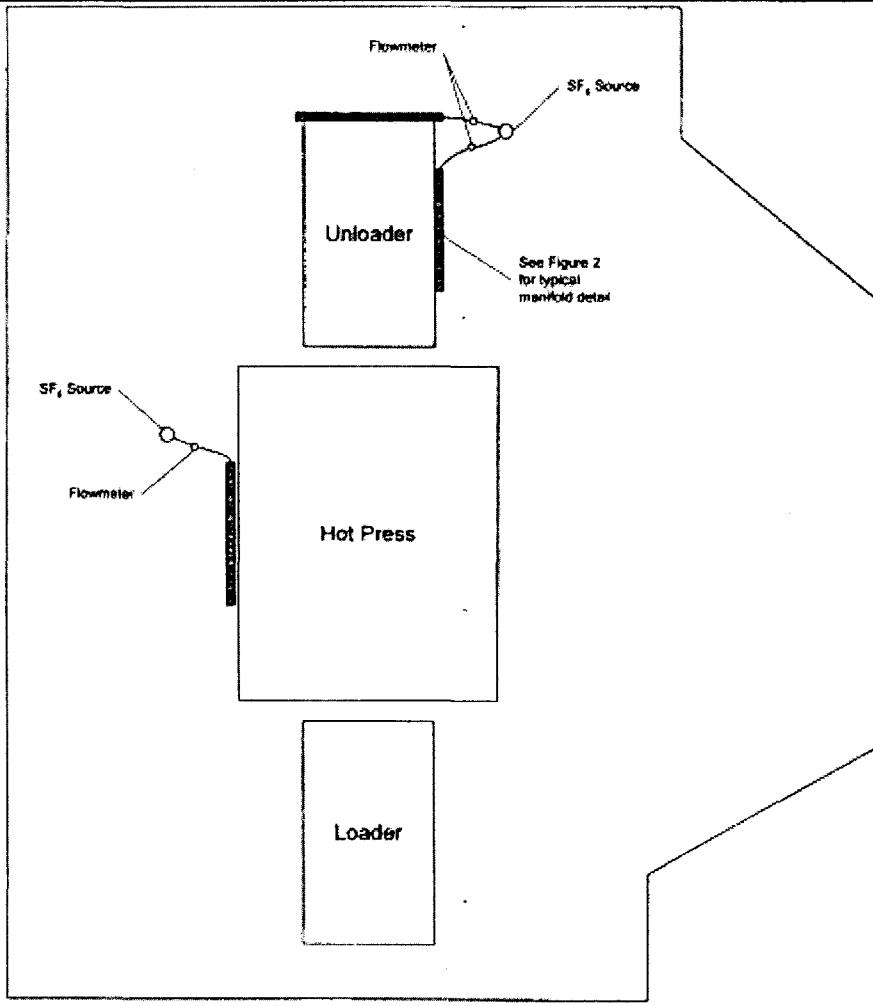 Flowmeter
SF₆ Source
Unloader
See Figure 2
for typical
manifold detail
SF₆ Source
Flowmeter
Hot Press
Loader